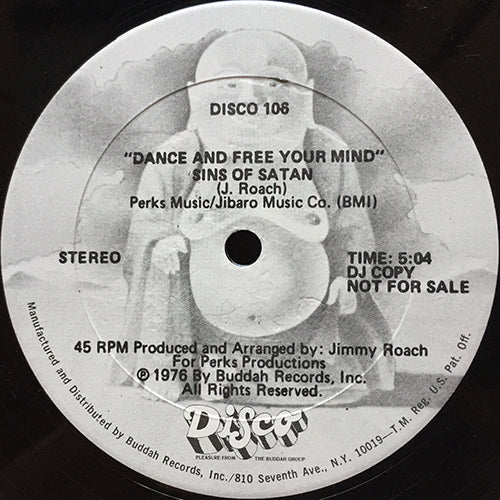 DISCO 106
"DANCE AND FREE YOUR MIND"
SINS OF SATAN
(J. Roach)
Perks Music/Jibaro Music Co. (BMI)
STEREO
TIME: 5:04
DJ COPY
NOT FOR SALE
45 RPM Produced and Arranged by: Jimmy Roach
For Perks Productions
℗ 1976 By Buddah Records, Inc.
All Rights Reserved.
Disco
PLEASURE FROM THE BUDDAH GROUP
Manufactured and Distributed by Buddah Records, Inc./810 Seventh Ave., N.Y. 10019–T.M. Reg. U.S. Pat. Off.